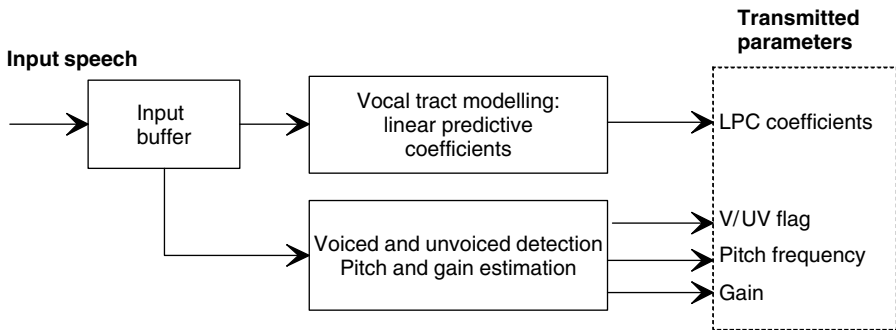 Transmitted
parameters
Input speech
Input
buffer
Vocal tract modelling:
linear predictive
coefficients
LPC coefficients
Voiced and unvoiced detection
Pitch and gain estimation
V/UV flag
Pitch frequency
Gain